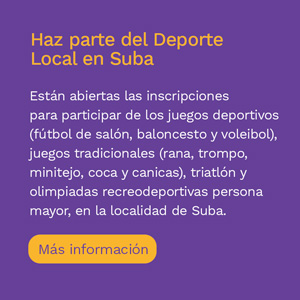 Haz parte del Deporte
Local en Suba
Están abiertas las inscripciones
para participar de los juegos deportivos
(fútbol de salón, baloncesto y voleibol),
juegos tradicionales (rana, trompo,
minitejo, coca y canicas), triatlón y
olimpiadas recreodeportivas persona
mayor, en la localidad de Suba.
Más información